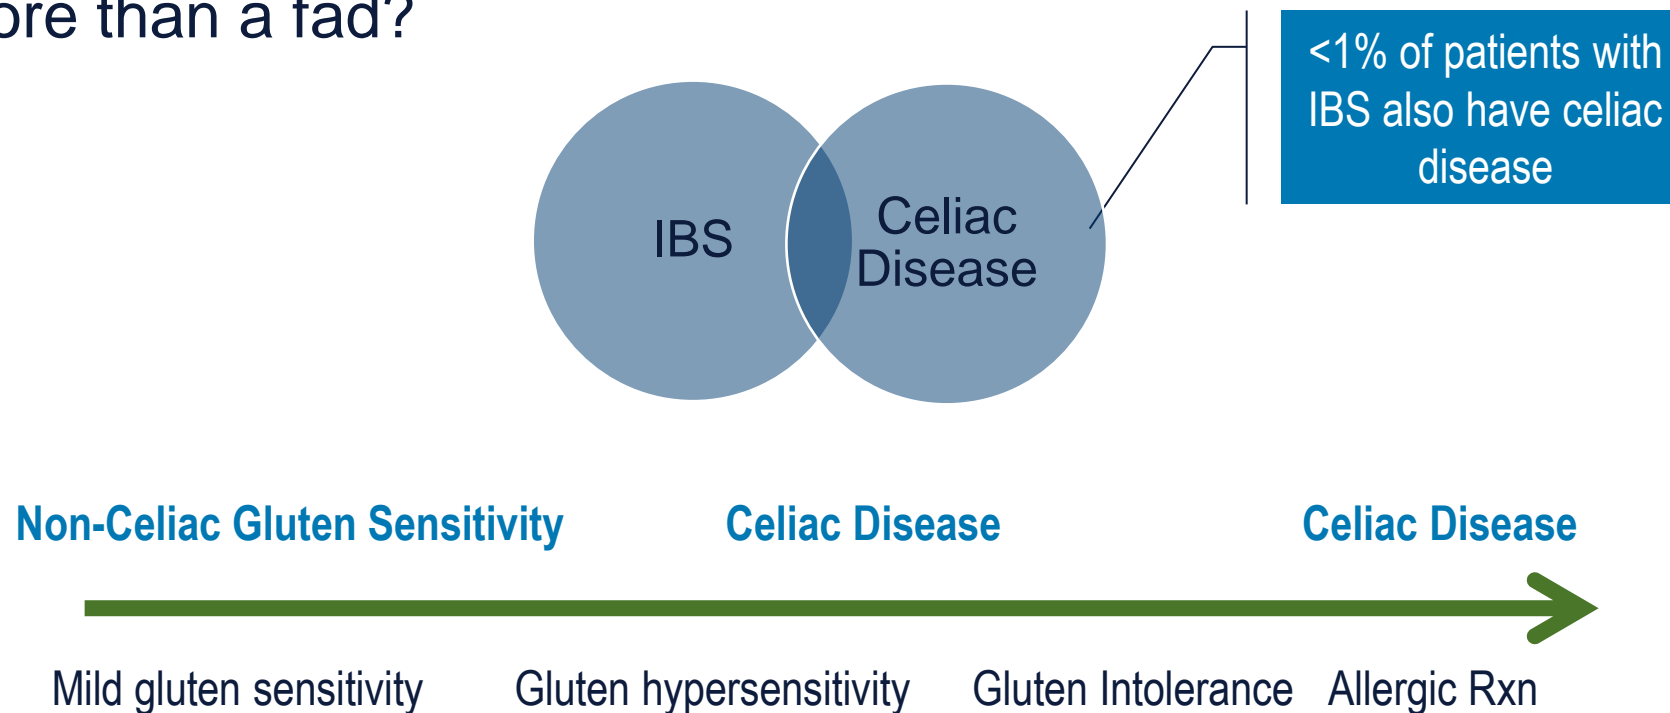 ore than a fad?
<1% of patients with
IBS also have celiac
disease
IBS
Celiac
Disease
Non-Celiac Gluten Sensitivity
Celiac Disease
Celiac Disease
Mild gluten sensitivity
Gluten hypersensitivity
Gluten Intolerance
Allergic Rxn